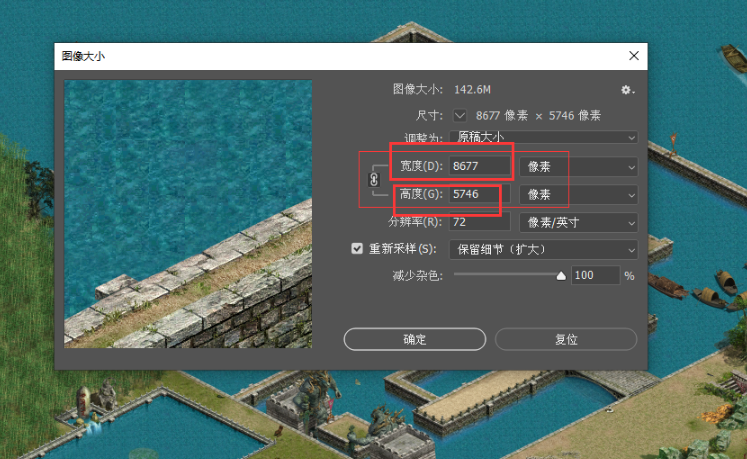 图像大小
图像大小: 142.6M
尺寸: 8677 像素 × 5746 像素
调整为: 原稿大小
宽度(D): 8677 像素
高度(G): 5746 像素
分辨率(R): 72 像素/英寸
重新采样(S): 保留细节（扩大）
减少杂色: 100 %
确定 复位